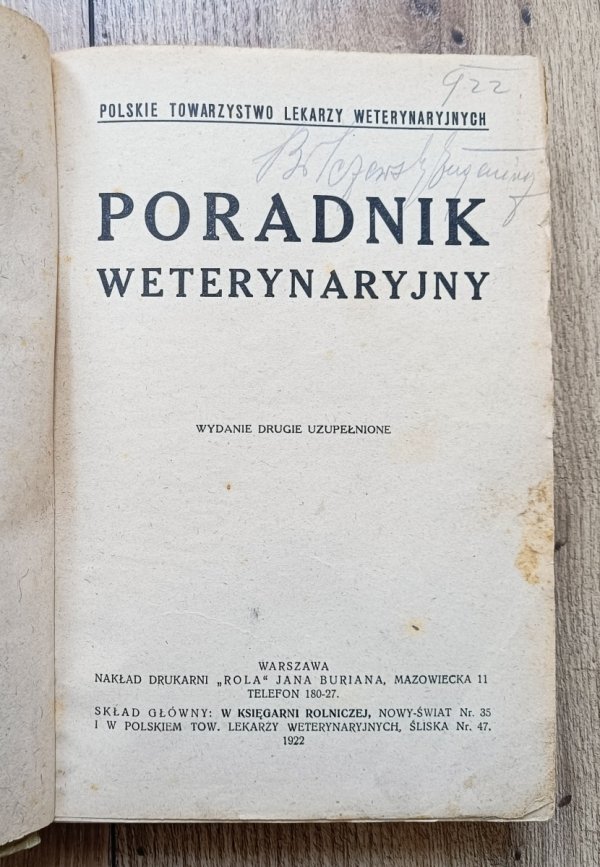 922.
POLSKIE TOWARZYSTWO LEKARZY WETERYNARYJNYCH
PORADNIK
WETERYNARYJNY
WYDANIE DRUGIE UZUPEŁNIONE
WARSZAWA
NAKŁAD DRUKARNI „ROLA“ JANA BURIANA, MAZOWIECKA 11
TELEFON 180-27.
SKŁAD GŁÓWNY: W KSIĘGARNI ROLNICZEJ, NOWY-ŚWIAT Nr. 35
I W POLSKIEM TOW. LEKARZY WETERYNARYJNYCH, ŚLISKA Nr. 47.
1922